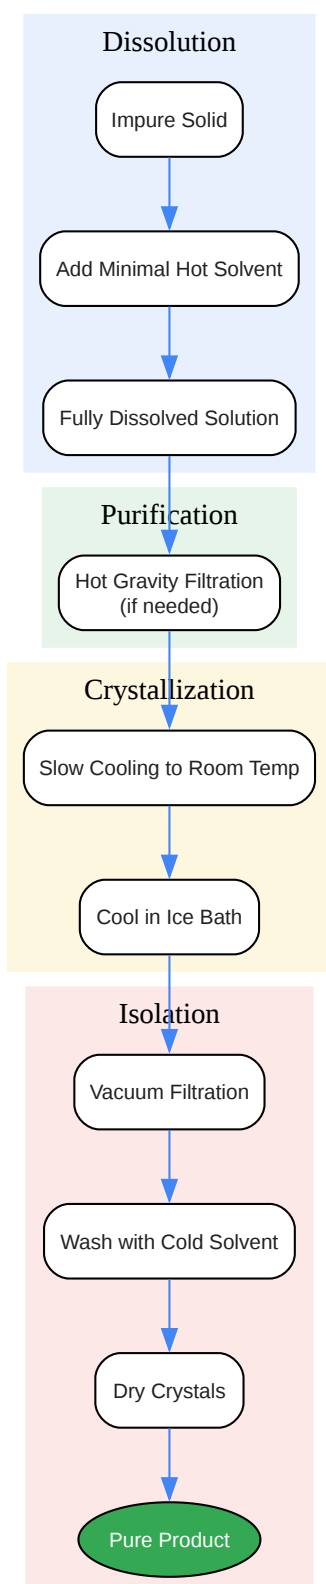 Dissolution
Impure Solid
Add Minimal Hot Solvent
Fully Dissolved Solution
Purification
Hot Gravity Filtration
(if needed)
Crystallization
Slow Cooling to Room Temp
Cool in Ice Bath
Isolation
Vacuum Filtration
Wash with Cold Solvent
Dry Crystals
Pure Product